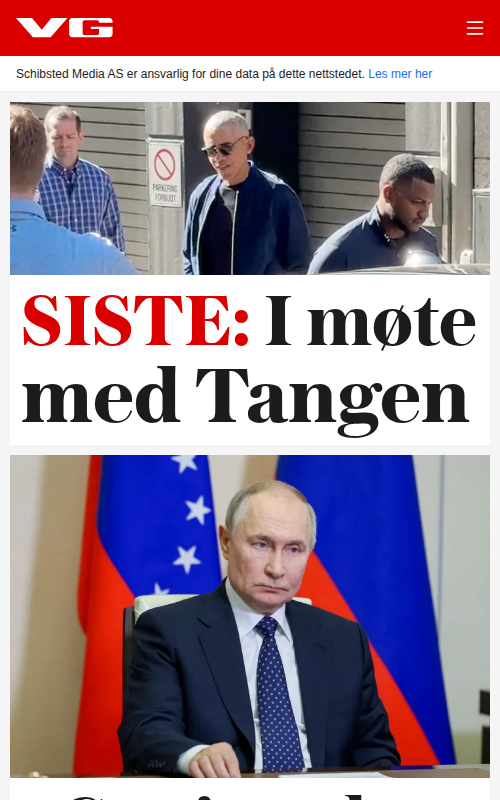 VG
Schibsted Media AS er ansvarlig for dine data på dette nettstedet. Les mer her
PARKERING
FORBUDT
SISTE: I møte
med Tangen